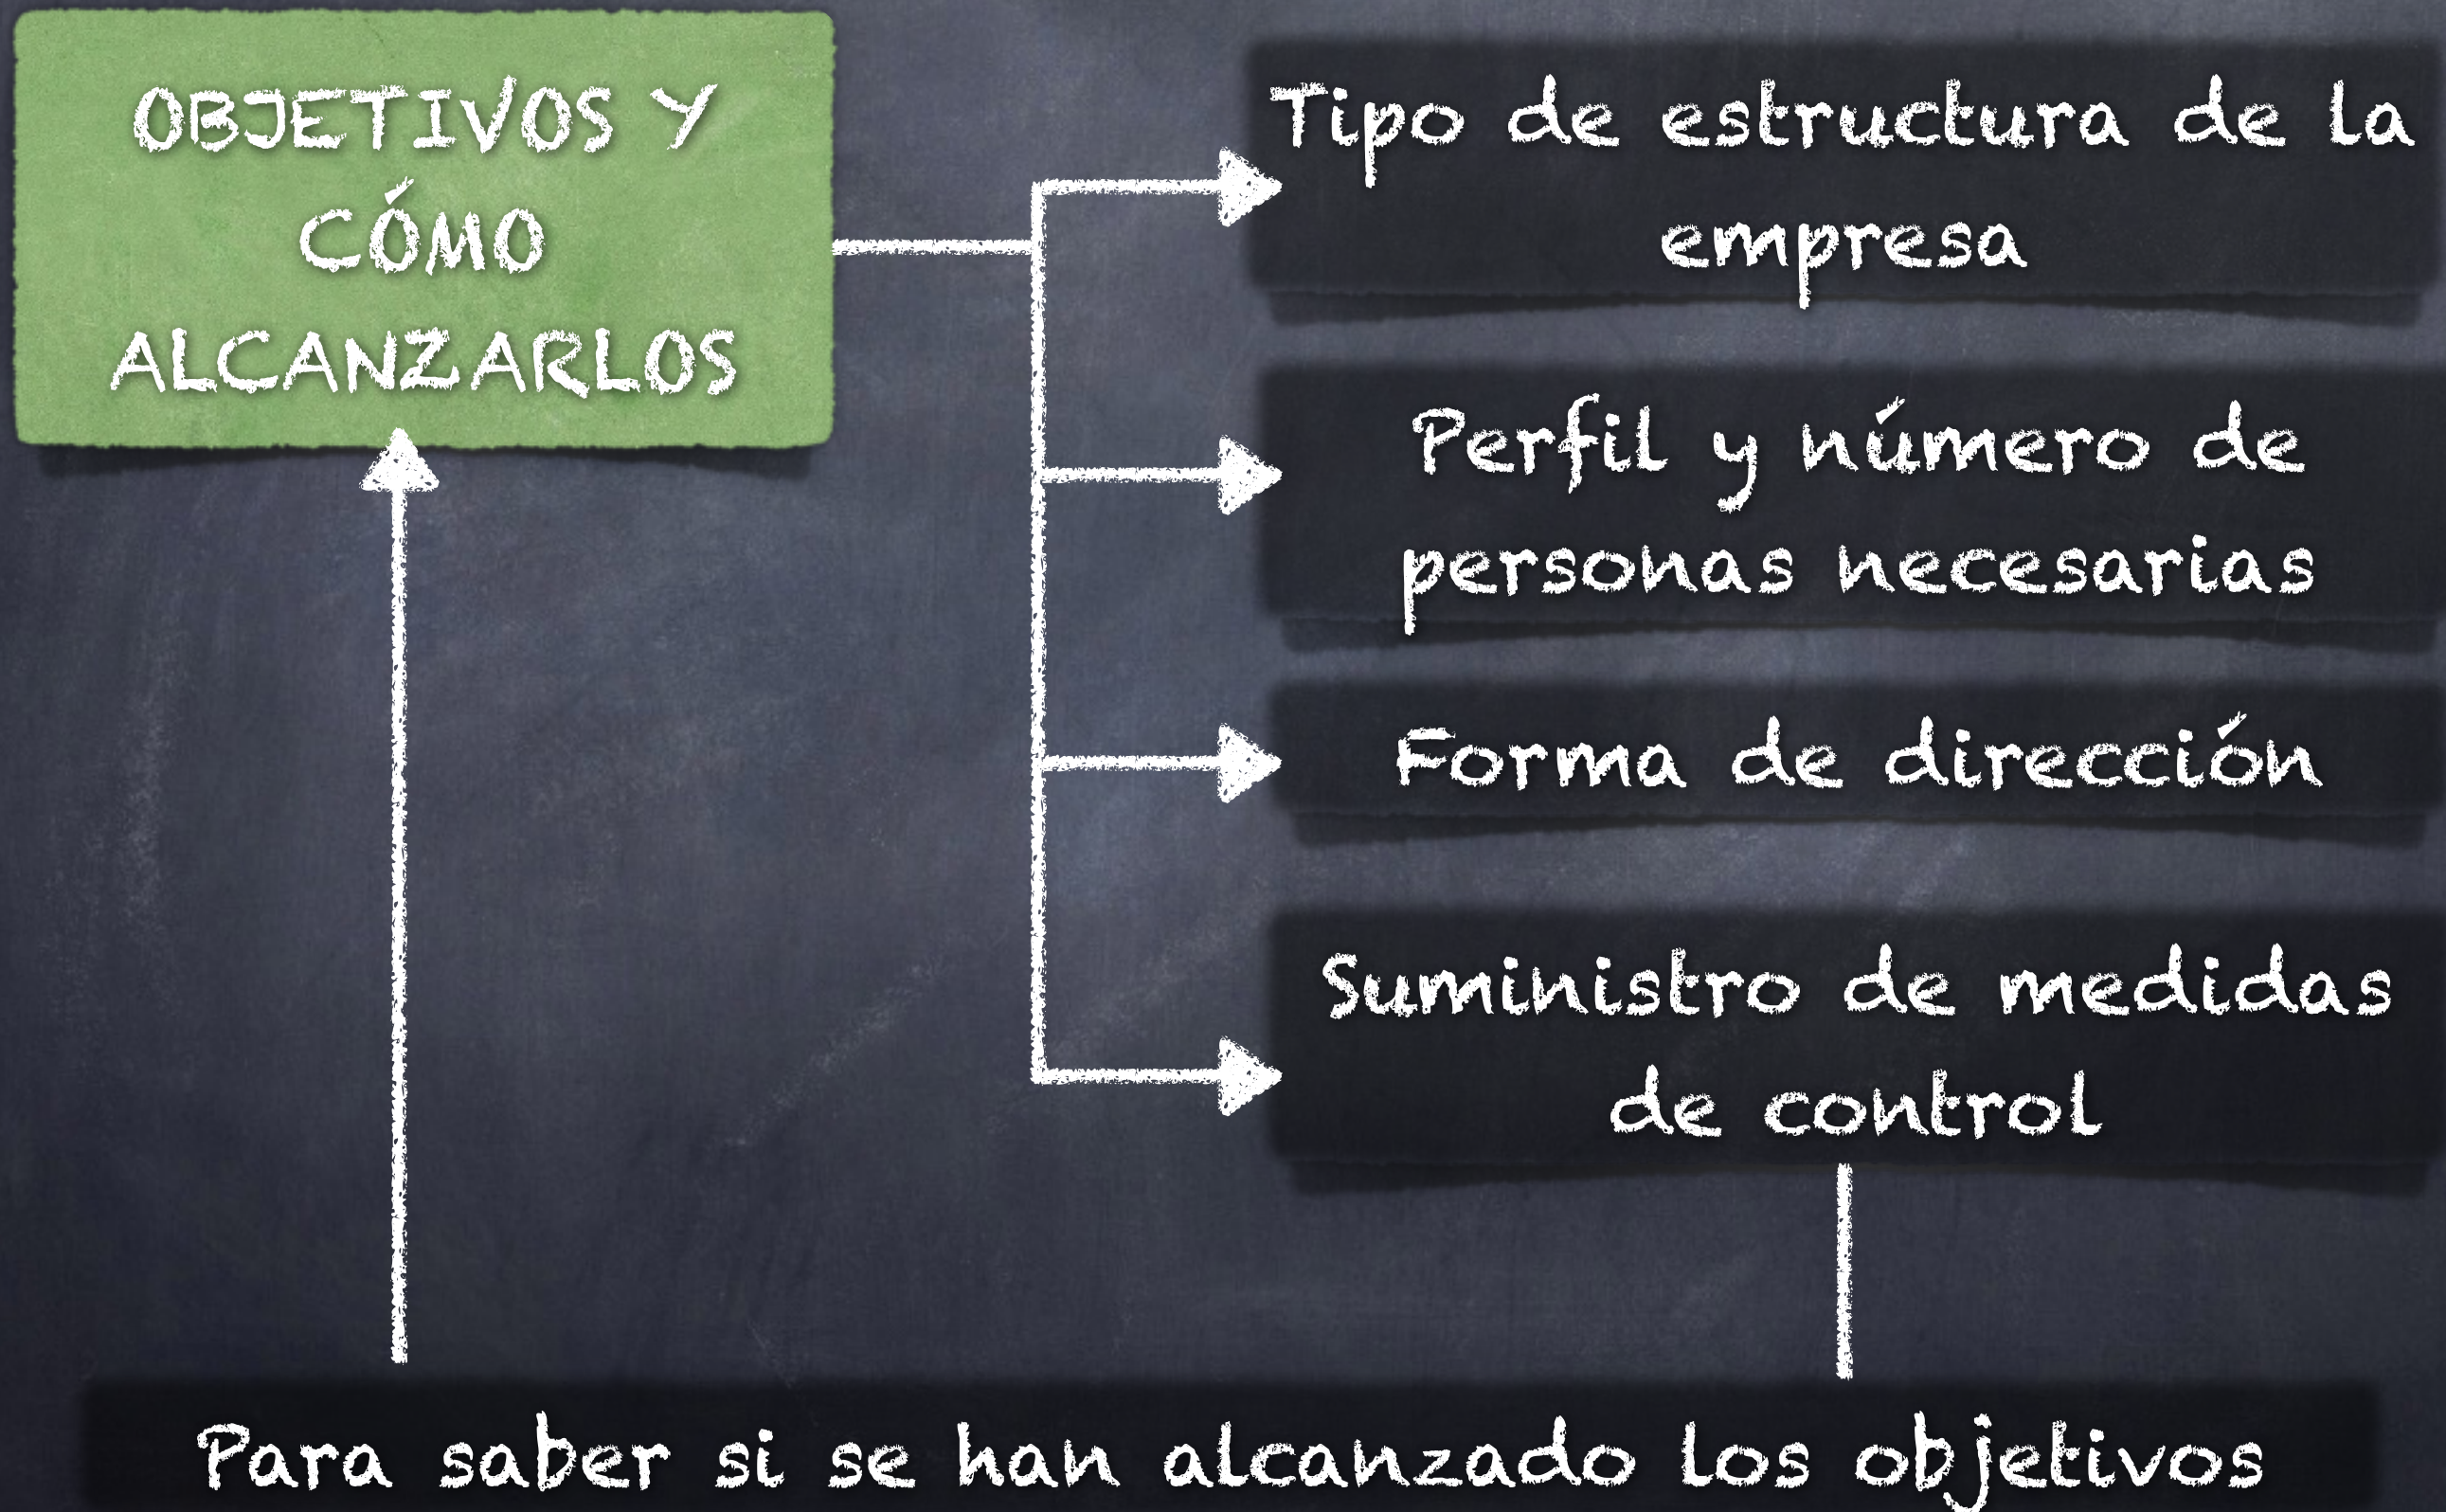 OBJETIVOS Y
CÓMO
ALCANZARLOS
Tipo de estructura de la
empresa
Perfil y número de
personas necesarias
Forma de dirección
Suministro de medidas
de control
Para saber si se han alcanzado los objetivos